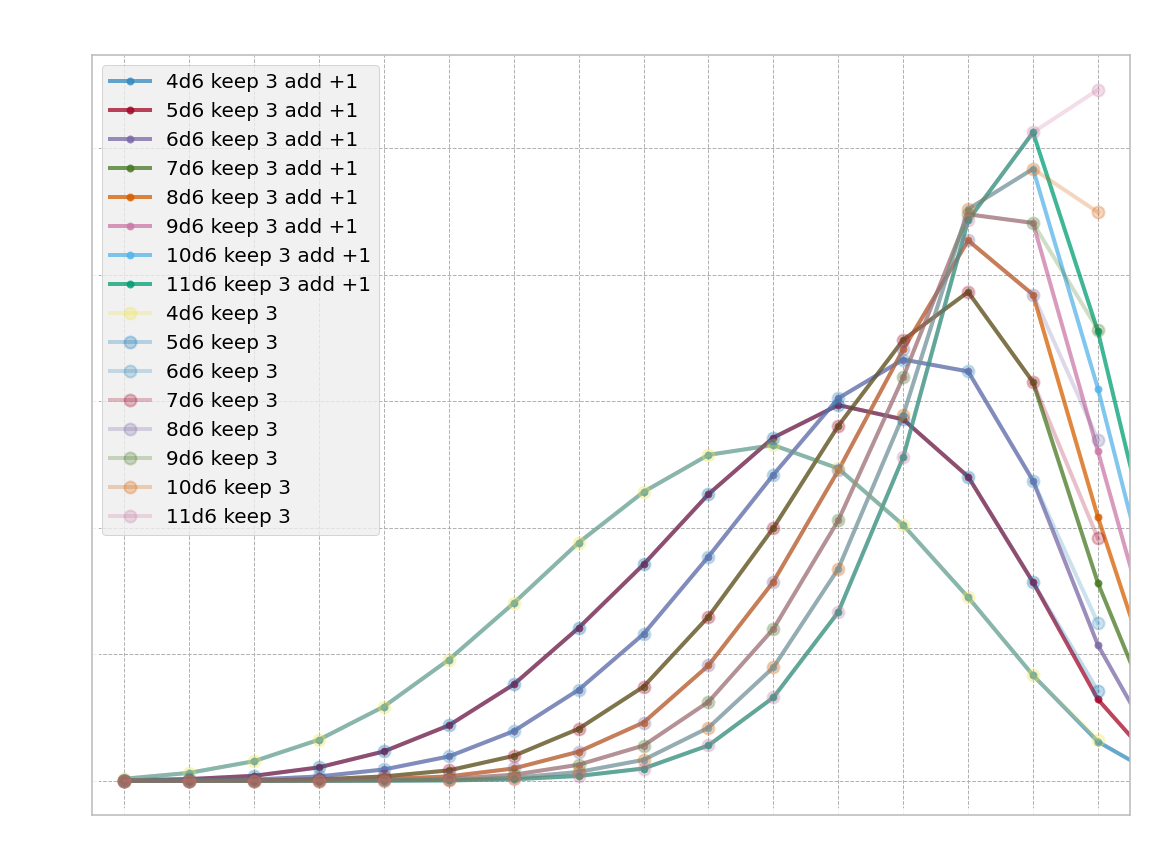 4d6 keep 3 add +1
5d6 keep 3 add +1
6d6 keep 3 add +1
7d6 keep 3 add +1
8d6 keep 3 add +1
9d6 keep 3 add +1
10d6 keep 3 add +1
11d6 keep 3 add +1
4d6 keep 3
5d6 keep 3
6d6 keep 3
7d6 keep 3
8d6 keep 3
9d6 keep 3
10d6 keep 3
11d6 keep 3